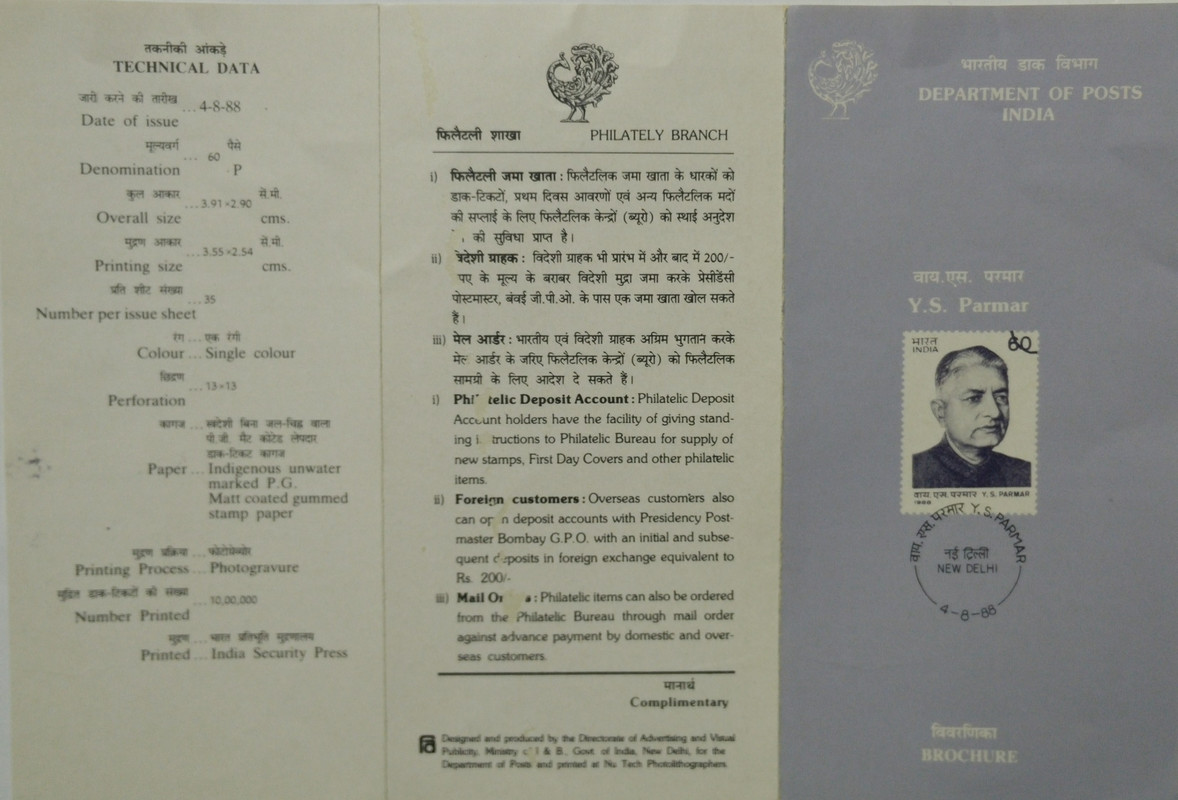 तकनीकी आंकड़े
TECHNICAL DATA
जारी करने की तारीख
... 4-8-88
Date of issue
मूल्यवर्ग पैसे
... 60
Denomination P
कुल आकार सें.मी.
... 3.91×2.90
Overall size cms.
मुद्रण आकार सें.मी.
... 3.55×2.54
Printing size cms.
प्रति शीट संख्या
... 35
Number per issue sheet
रंग ... एक रंगी
Colour ... Single colour
छिद्रण
... 13×13
Perforation
कागज ... स्वदेशी बिना जल-चिह्न वाला
पी.जी. मैट कोटेड लेपदार
डाक-टिकट कागज
Paper ... Indigenous unwater
marked P.G.
Matt coated gummed
stamp paper
मुद्रण प्रक्रिया ... फोटोग्रेव्योर
Printing Process ... Photogravure
मुद्रित डाक-टिकटों की संख्या
... 10,00,000
Number Printed
मुद्रण ... भारत प्रतिभूति मुद्रणालय
Printed ... India Security Press
फिलैटली शाखा PHILATELY BRANCH
i) फिलैटली जमा खाता : फिलैटलिक जमा खाता के धारकों को
डाक-टिकटों, प्रथम दिवस आवरणों एवं अन्य फिलैटलिक मदों
की सप्लाई के लिए फिलैटलिक केन्द्रों (ब्यूरो) को स्थाई अनुदेश
की सुविधा प्राप्त है।
ii) विदेशी ग्राहक : विदेशी ग्राहक भी प्रारंभ में और बाद में 200/-
रुपए के मूल्य के बराबर विदेशी मुद्रा जमा करके प्रेसीडेंसी
पोस्टमास्टर, बंबई जी.पी.ओ. के पास एक जमा खाता खोल सकते
हैं।
iii) मेल आर्डर : भारतीय एवं विदेशी ग्राहक अग्रिम भुगतान करके
मेल आर्डर के जरिए फिलैटलिक केन्द्रों (ब्यूरो) को फिलैटलिक
सामग्री के लिए आदेश दे सकते हैं।
i) Philatelic Deposit Account : Philatelic Deposit
Account holders have the facility of giving stand-
ing instructions to Philatelic Bureau for supply of
new stamps, First Day Covers and other philatelic
items.
ii) Foreign customers : Overseas customers also
can open deposit accounts with Presidency Post-
master Bombay G.P.O. with an initial and subse-
quent deposits in foreign exchange equivalent to
Rs. 200/-
iii) Mail Order : Philatelic items can also be ordered
from the Philatelic Bureau through mail order
against advance payment by domestic and over-
seas customers.
मानार्थ
Complimentary
Designed and produced by the Directorate of Advertising and Visual
Publicity, Ministry of I & B., Govt. of India, New Delhi, for the
Department of Posts and printed at Nu Tech Photolithographers.
भारतीय डाक विभाग
DEPARTMENT OF POSTS
INDIA
वाय.एस. परमार
Y.S. Parmar
भारत 60
INDIA
वाय.एस. परमार Y.S. PARMAR
1988
वाय.एस. परमार Y.S. PARMAR
नई दिल्ली
NEW DELHI
4-8-88
विवरणिका
BROCHURE